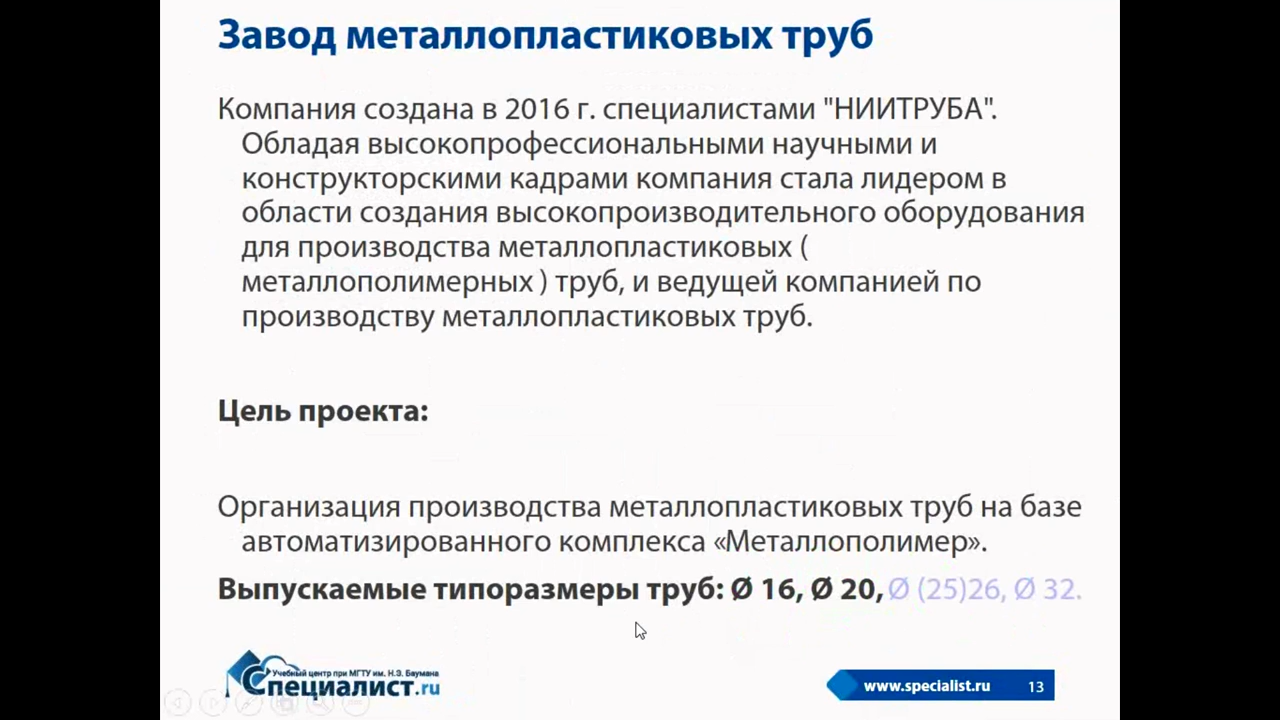 Завод металлопластиковых труб
Компания создана в 2016 г. специалистами "НИИТРУБА".
Обладая высокопрофессиональными научными и
конструкторскими кадрами компания стала лидером в
области создания высокопроизводительного оборудования
для производства металлопластиковых (
металлополимерных ) труб, и ведущей компанией по
производству металлопластиковых труб.
Цель проекта:
Организация производства металлопластиковых труб на базе
автоматизированного комплекса «Металлополимер».
Выпускаемые типоразмеры труб: Ø 16, Ø 20, Ø (25)26, Ø 32.
Учебный центр при МГТУ им. Н.Э. Баумана
Специалист.ru
www.specialist.ru 13